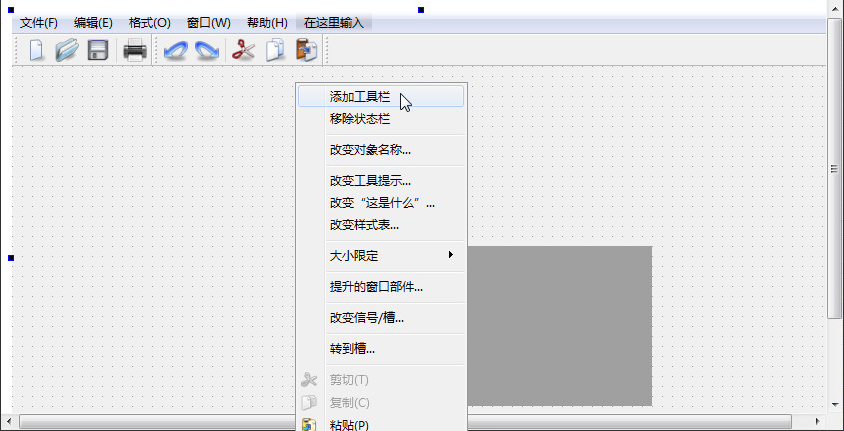 文件(F) 编辑(E) 格式(O) 窗口(W) 帮助(H) 在这里输入
添加工具栏
移除状态栏
改变对象名称...
改变工具提示...
改变“这是什么”...
改变样式表...
大小限定
提升的窗口部件...
改变信号/槽...
转到槽...
剪切(T)
复制(C)
粘贴(P)